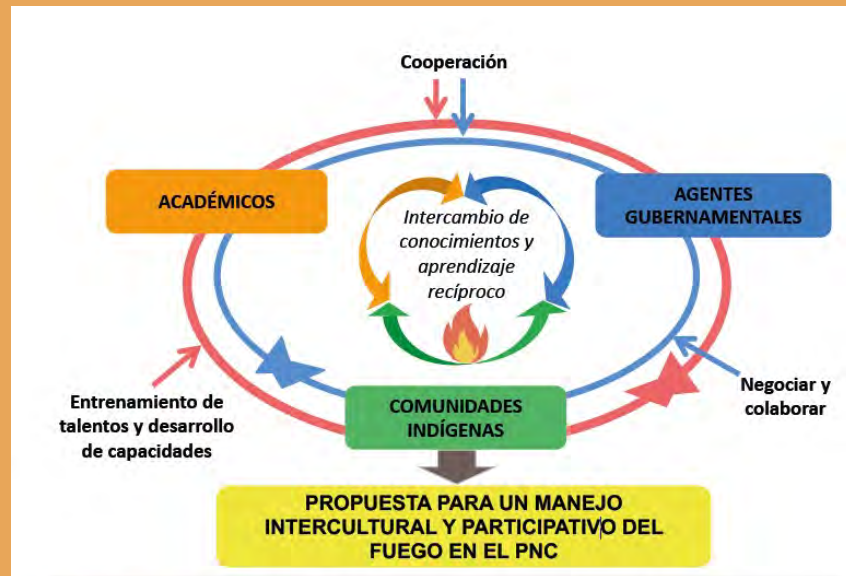 Cooperación
ACADÉMICOS
AGENTES
GUBERNAMENTALES
Intercambio de
conocimientos y
aprendizaje
recíproco
Entrenamiento de
talentos y desarrollo
de capacidades
COMUNIDADES
INDÍGENAS
Negociar y
colaborar
PROPUESTA PARA UN MANEJO
INTERCULTURAL Y PARTICIPATIVO DEL
FUEGO EN EL PNC